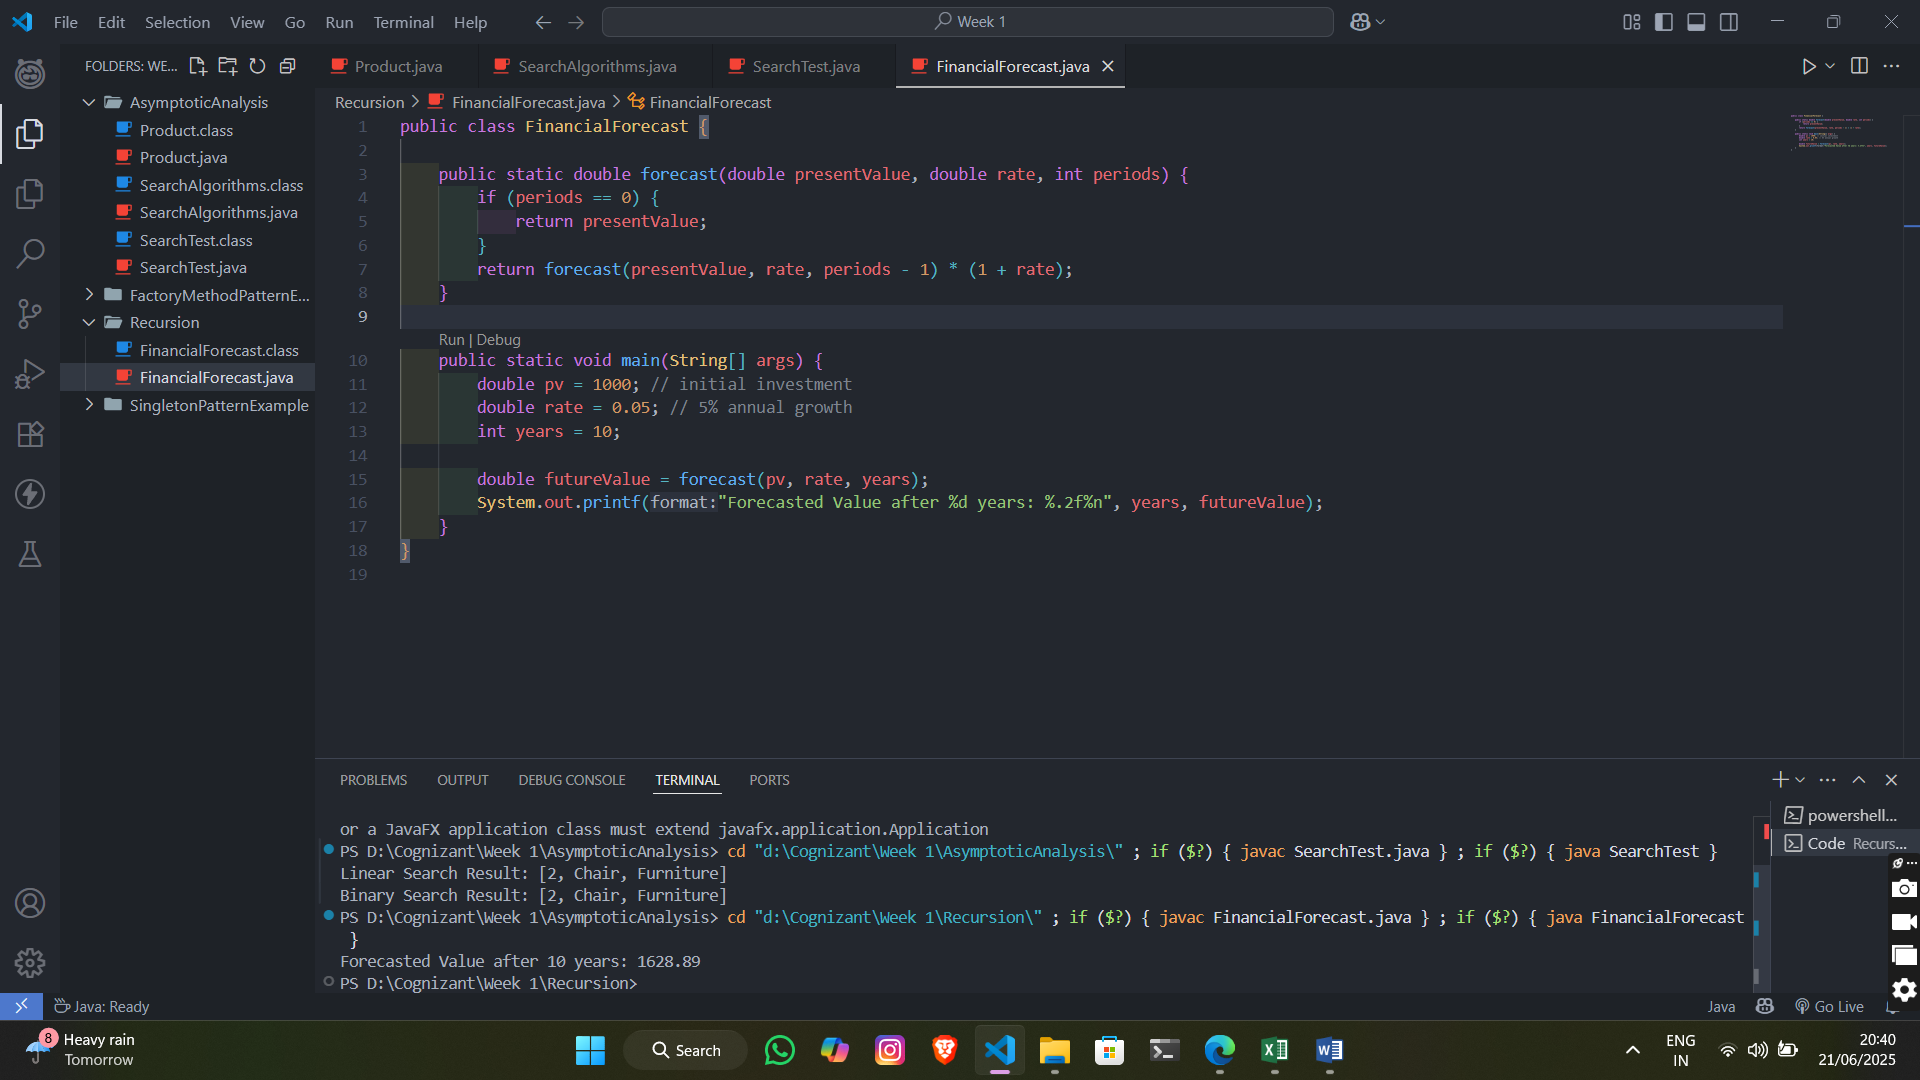 File Edit Selection View Go Run Terminal Help
Week 1
FOLDERS: WE...
AsymptoticAnalysis
Product.class
Product.java
SearchAlgorithms.class
SearchAlgorithms.java
SearchTest.class
SearchTest.java
FactoryMethodPatternE...
Recursion
FinancialForecast.class
FinancialForecast.java
SingletonPatternExample
Product.java SearchAlgorithms.java SearchTest.java FinancialForecast.java
Recursion > FinancialForecast.java > FinancialForecast
1 public class FinancialForecast {
2
3 public static double forecast(double presentValue, double rate, int periods) {
4 if (periods == 0) {
5 return presentValue;
6 }
7 return forecast(presentValue, rate, periods - 1) * (1 + rate);
8 }
9
Run | Debug
10 public static void main(String[] args) {
11 double pv = 1000; // initial investment
12 double rate = 0.05; // 5% annual growth
13 int years = 10;
14
15 double futureValue = forecast(pv, rate, years);
16 System.out.printf(format:"Forecasted Value after %d years: %.2f%n", years, futureValue);
17 }
18 }
19
PROBLEMS OUTPUT DEBUG CONSOLE TERMINAL PORTS
or a JavaFX application class must extend javafx.application.Application
PS D:\Cognizant\Week 1\AsymptoticAnalysis> cd "d:\Cognizant\Week 1\AsymptoticAnalysis\" ; if ($?) { javac SearchTest.java } ; if ($?) { java SearchTest }
Linear Search Result: [2, Chair, Furniture]
Binary Search Result: [2, Chair, Furniture]
PS D:\Cognizant\Week 1\AsymptoticAnalysis> cd "d:\Cognizant\Week 1\Recursion\" ; if ($?) { javac FinancialForecast.java } ; if ($?) { java FinancialForecast
}
Forecasted Value after 10 years: 1628.89
PS D:\Cognizant\Week 1\Recursion>
powershell...
Code Recurs...
Java: Ready
Java
Go Live
8
Heavy rain
Tomorrow
Search
ENG
IN
20:40
21/06/2025